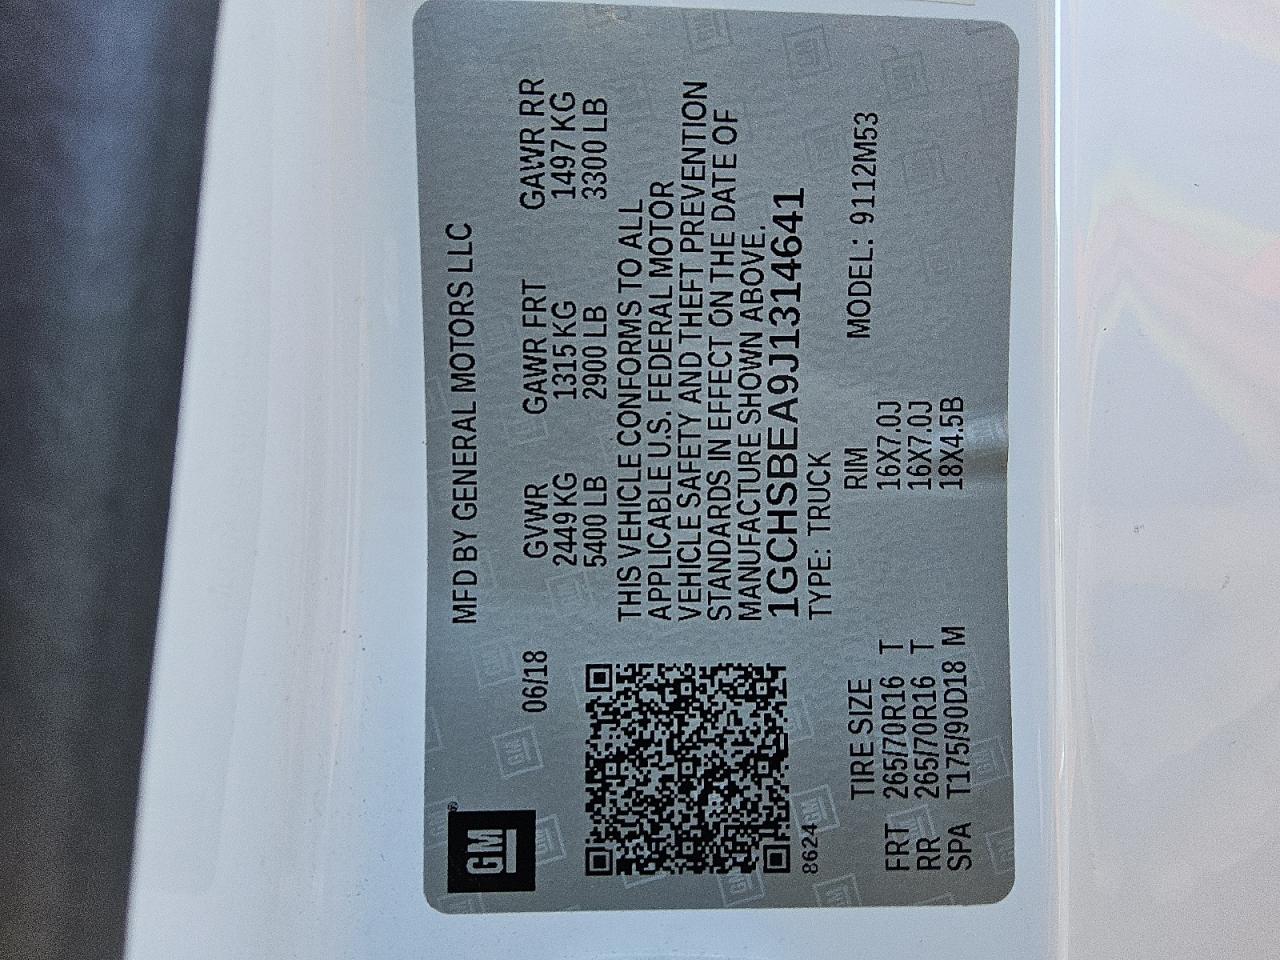 GM
MFD BY GENERAL MOTORS LLC
06/18
GVWR GAWR FRT GAWR RR
2449 KG 1315 KG 1497 KG
5400 LB 2900 LB 3300 LB
THIS VEHICLE CONFORMS TO ALL
APPLICABLE U.S. FEDERAL MOTOR
VEHICLE SAFETY AND THEFT PREVENTION
STANDARDS IN EFFECT ON THE DATE OF
MANUFACTURE SHOWN ABOVE.
1GCHSBEA9J1314641
8624
TYPE: TRUCK
MODEL: 9112M53
TIRE SIZE RIM
FRT 265/70R16 T 16X7.0J
RR 265/70R16 T 16X7.0J
SPA T175/90D18 M 18X4.5B